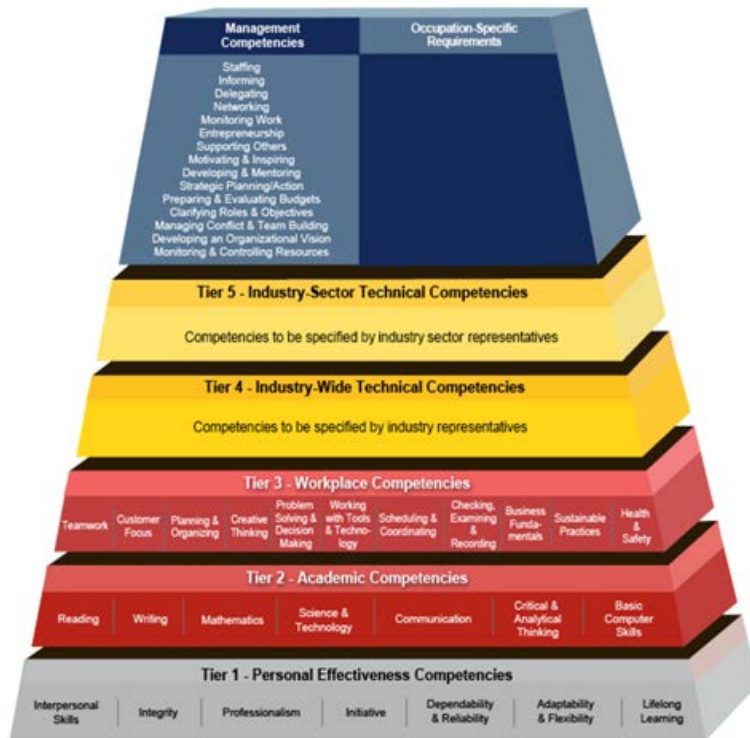 Management
Competencies
Occupation-Specific
Requirements
Staffing
Informing
Delegating
Networking
Monitoring Work
Entrepreneurship
Supporting Others
Motivating & Inspiring
Developing & Mentoring
Strategic Planning/Action
Preparing & Evaluating Budgets
Clarifying Roles & Objectives
Managing Conflict & Team Building
Developing an Organizational Vision
Monitoring & Controlling Resources
Tier 5 - Industry-Sector Technical Competencies
Competencies to be specified by industry sector representatives
Tier 4 - Industry-Wide Technical Competencies
Competencies to be specified by industry representatives
Tier 3 - Workplace Competencies
Teamwork
Customer
Focus
Planning &
Organizing
Creative
Thinking
Problem
Solving &
Decision
Making
Working
with Tools
& Techno-
logy
Scheduling &
Coordinating
Checking,
Examining
&
Recording
Business
Funda-
mentals
Sustainable
Practices
Health
&
Safety
Tier 2 - Academic Competencies
Reading
Writing
Mathematics
Science &
Technology
Communication
Critical &
Analytical
Thinking
Basic
Computer
Skills
Tier 1 - Personal Effectiveness Competencies
Interpersonal
Skills
Integrity
Professionalism
Initiative
Dependability
& Reliability
Adaptability
& Flexibility
Lifelong
Learning